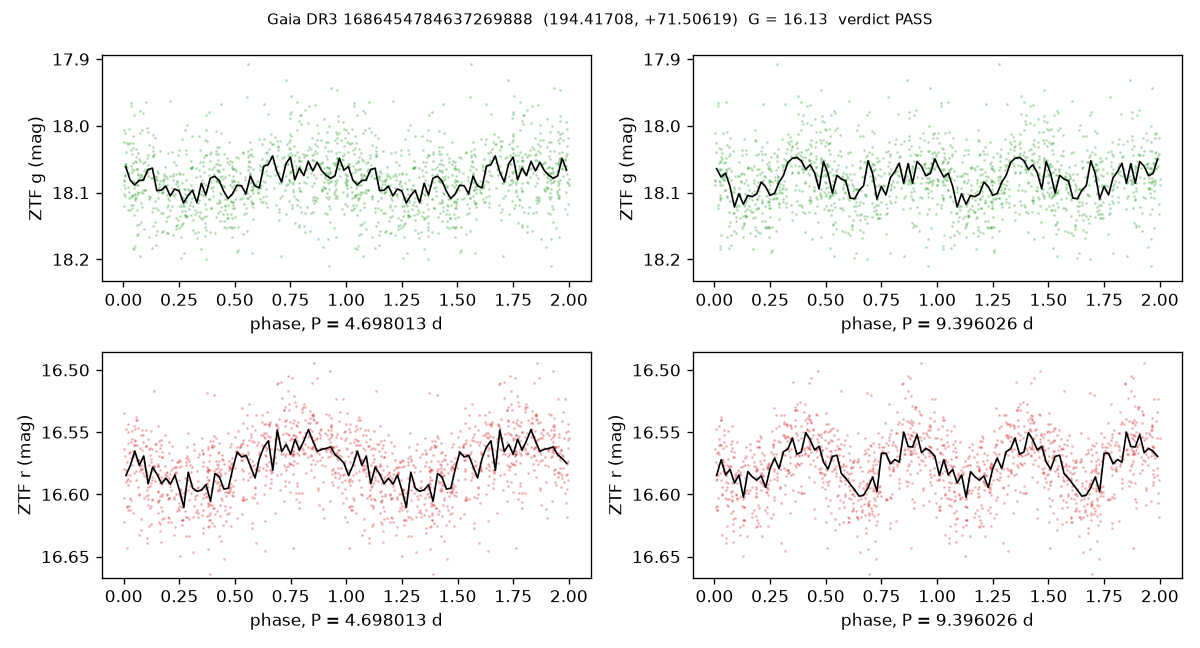 Gaia DR3 1686454784637269888 (194.41708, +71.50619) G = 16.13 verdict PASS
ZTF g (mag)
17.9
18.0
18.1
18.2
0.00 0.25 0.50 0.75 1.00 1.25 1.50 1.75 2.00
phase, P = 4.698013 d
ZTF g (mag)
17.9
18.0
18.1
18.2
0.00 0.25 0.50 0.75 1.00 1.25 1.50 1.75 2.00
phase, P = 9.396026 d
ZTF r (mag)
16.50
16.55
16.60
16.65
0.00 0.25 0.50 0.75 1.00 1.25 1.50 1.75 2.00
phase, P = 4.698013 d
ZTF r (mag)
16.50
16.55
16.60
16.65
0.00 0.25 0.50 0.75 1.00 1.25 1.50 1.75 2.00
phase, P = 9.396026 d